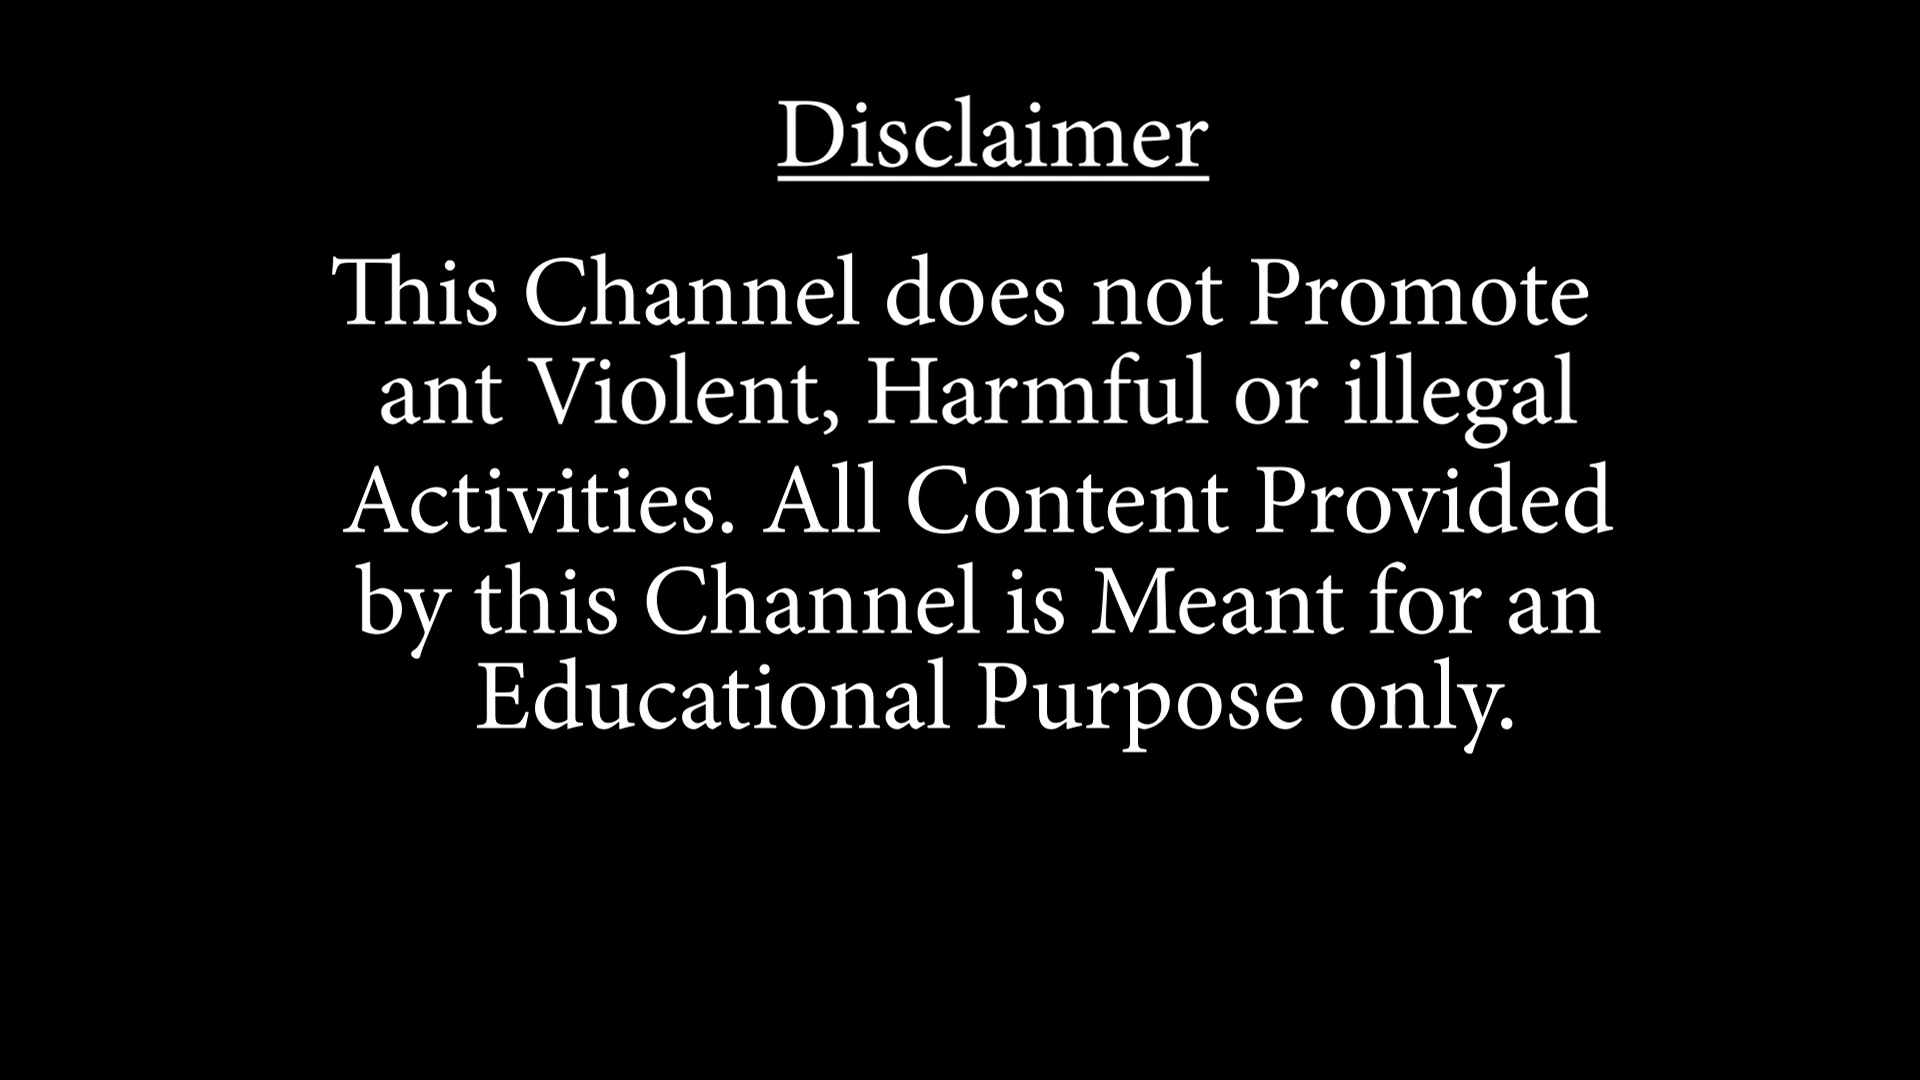 Disclaimer
This Channel does not Promote
ant Violent, Harmful or illegal
Activities. All Content Provided
by this Channel is Meant for an
Educational Purpose only.